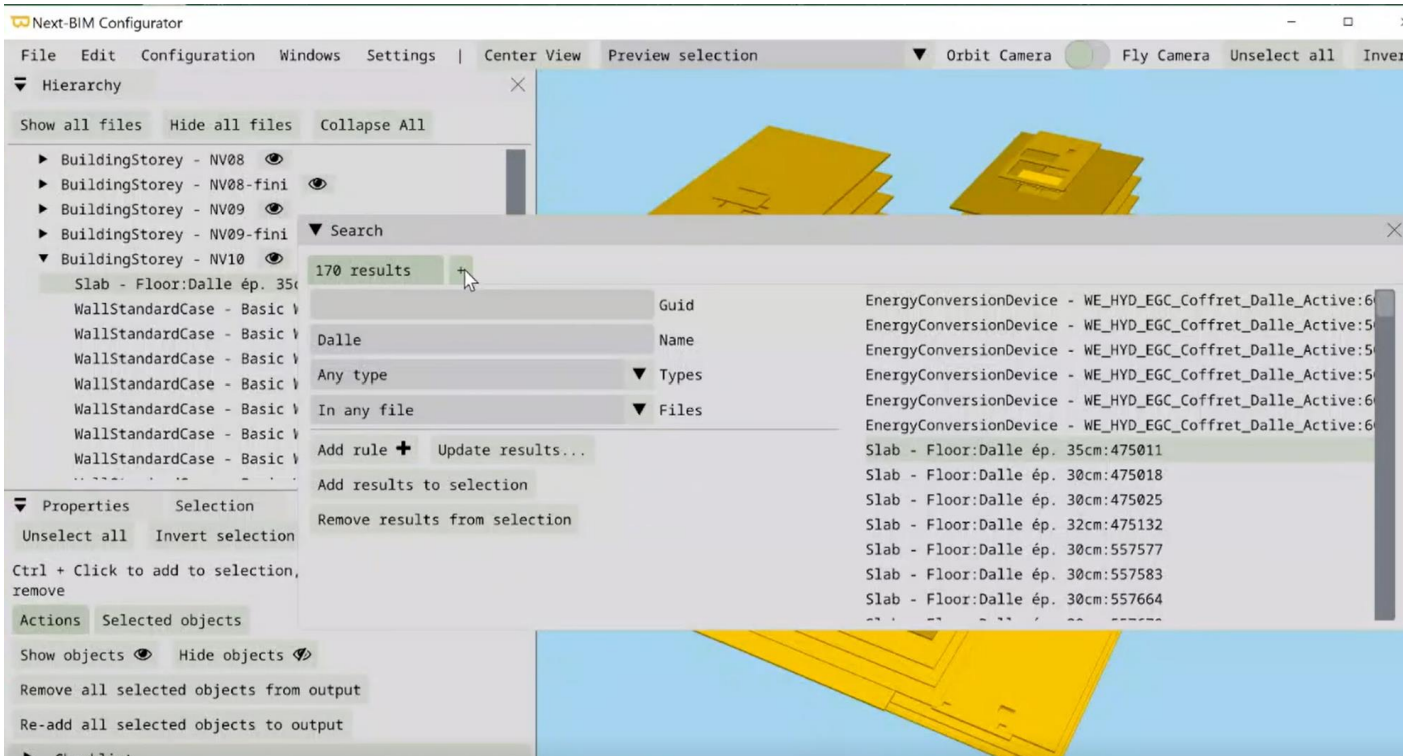 Next-BIM Configurator
File Edit Configuration Windows Settings | Center View Preview selection Orbit Camera Fly Camera Unselect all
Hierarchy
Show all files Hide all files Collapse All
BuildingStorey - NV08
BuildingStorey - NV08-fini
BuildingStorey - NV09
BuildingStorey - NV09-fini
BuildingStorey - NV10
Slab - Floor:Dalle ép.
WallStandardCase - Basic
WallStandardCase - Basic
WallStandardCase - Basic
WallStandardCase - Basic
WallStandardCase - Basic
WallStandardCase - Basic
WallStandardCase - Basic
Search
170 results +
Guid
Dalle Name
Any type Types
In any file Files
Add rule + Update results...
Add results to selection
Remove results from selection
EnergyConversionDevice - WE_HYD_EGC_Coffret_Dalle_Active:
EnergyConversionDevice - WE_HYD_EGC_Coffret_Dalle_Active:
EnergyConversionDevice - WE_HYD_EGC_Coffret_Dalle_Active:
EnergyConversionDevice - WE_HYD_EGC_Coffret_Dalle_Active:
EnergyConversionDevice - WE_HYD_EGC_Coffret_Dalle_Active:
EnergyConversionDevice - WE_HYD_EGC_Coffret_Dalle_Active:
Slab - Floor:Dalle ép. 35cm:475011
Slab - Floor:Dalle ép. 30cm:475018
Slab - Floor:Dalle ép. 30cm:475025
Slab - Floor:Dalle ép. 32cm:475132
Slab - Floor:Dalle ép. 30cm:557577
Slab - Floor:Dalle ép. 30cm:557583
Slab - Floor:Dalle ép. 30cm:557664
Properties Selection
Unselect all Invert selection
Ctrl + Click to add to selection,
remove
Actions Selected objects
Show objects Hide objects
Remove all selected objects from output
Re-add all selected objects to output